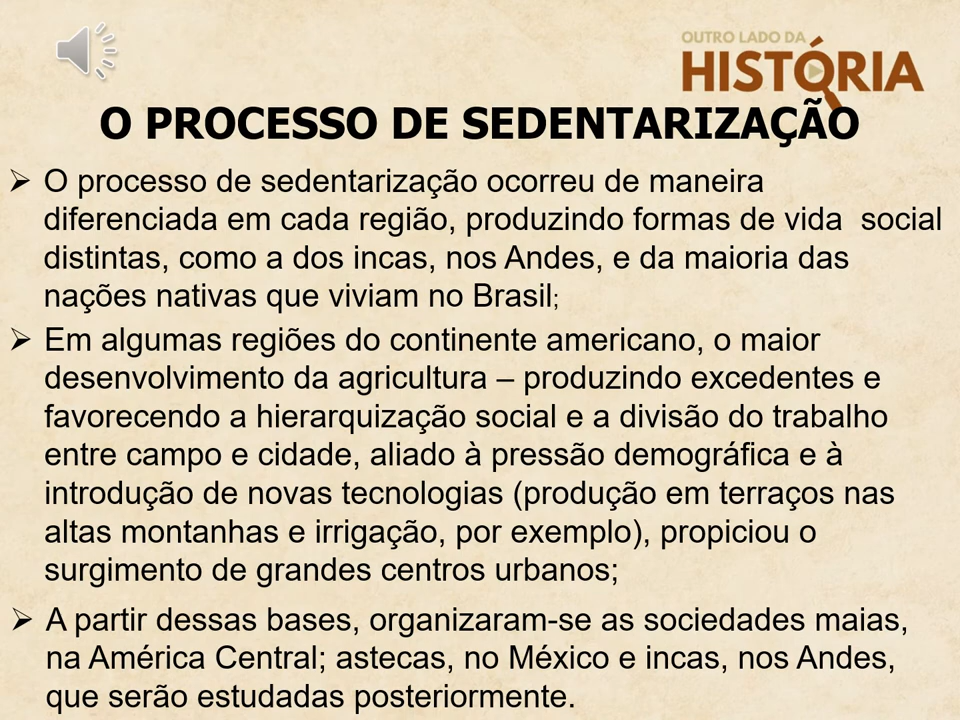 OUTRO LADO DA
HISTÓRIA
O PROCESSO DE SEDENTARIZAÇÃO
➢ O processo de sedentarização ocorreu de maneira
diferenciada em cada região, produzindo formas de vida  social
distintas, como a dos incas, nos Andes, e da maioria das
nações nativas que viviam no Brasil;
➢ Em algumas regiões do continente americano, o maior
desenvolvimento da agricultura – produzindo excedentes e
favorecendo a hierarquização social e a divisão do trabalho
entre campo e cidade, aliado à pressão demográfica e à
introdução de novas tecnologias (produção em terraços nas
altas montanhas e irrigação, por exemplo), propiciou o
surgimento de grandes centros urbanos;
➢ A partir dessas bases, organizaram-se as sociedades maias,
na América Central; astecas, no México e incas, nos Andes,
que serão estudadas posteriormente.